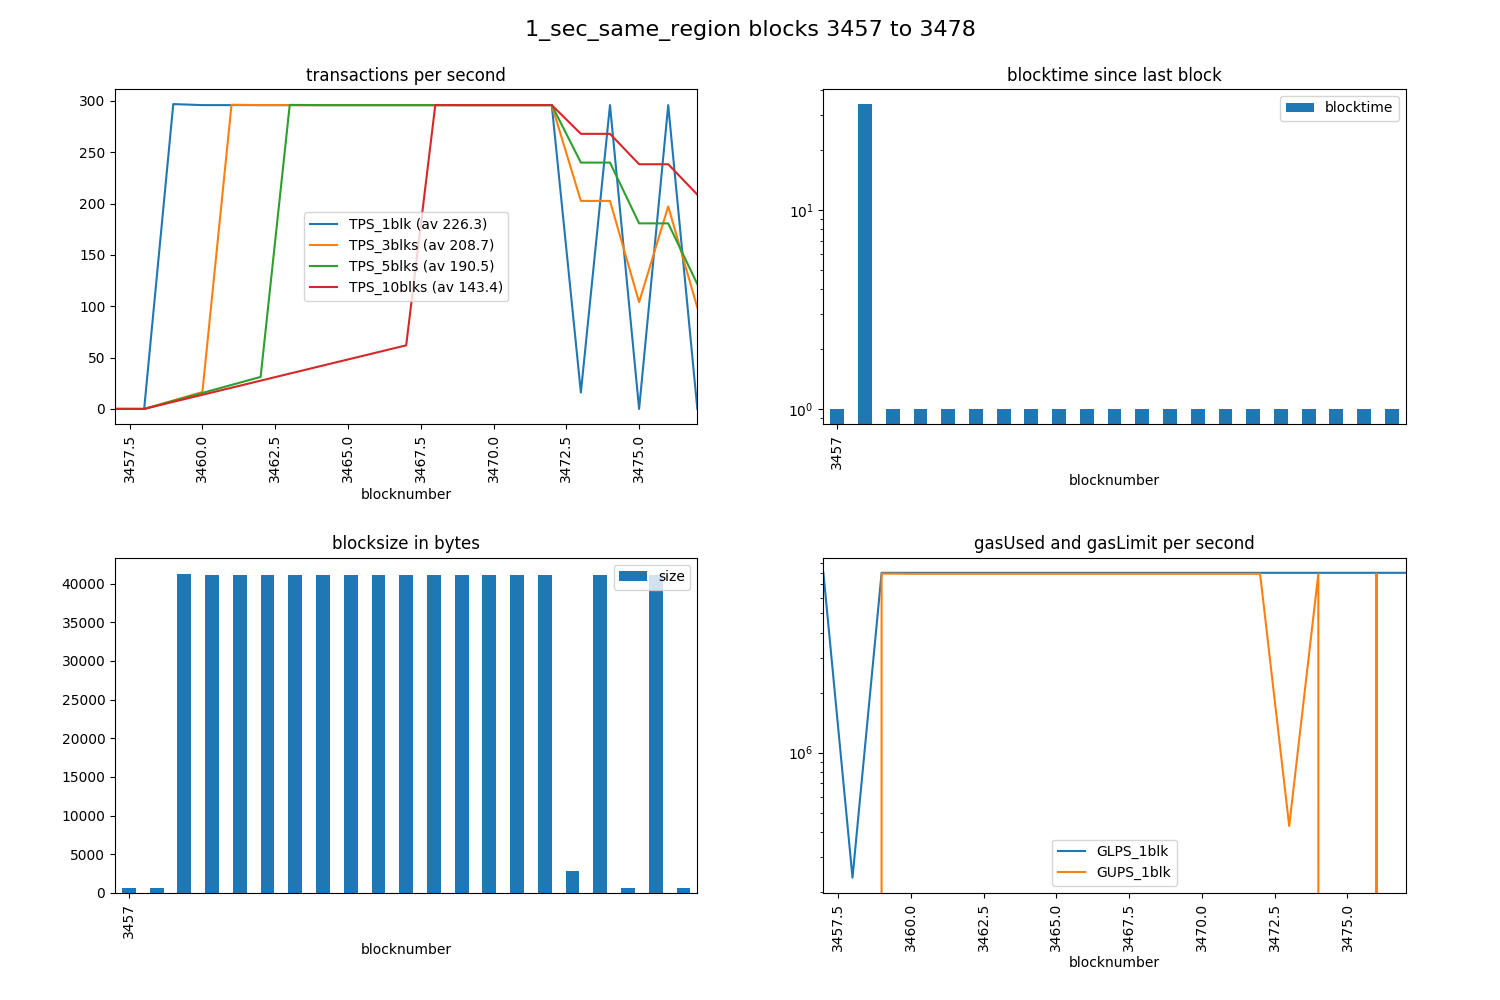 1_sec_same_region blocks 3457 to 3478
transactions per second
300
250
200
150
100
50
0
TPS_1blk (av 226.3)
TPS_3blks (av 208.7)
TPS_5blks (av 190.5)
TPS_10blks (av 143.4)
3457.5
3460.0
3462.5
3465.0
3467.5
3470.0
3472.5
3475.0
blocknumber
blocktime since last block
blocktime
10¹
10⁰
3457
blocknumber
blocksize in bytes
size
40000
35000
30000
25000
20000
15000
10000
5000
0
3457
blocknumber
gasUsed and gasLimit per second
10⁶
GLPS_1blk
GUPS_1blk
3457.5
3460.0
3462.5
3465.0
3467.5
3470.0
3472.5
3475.0
blocknumber